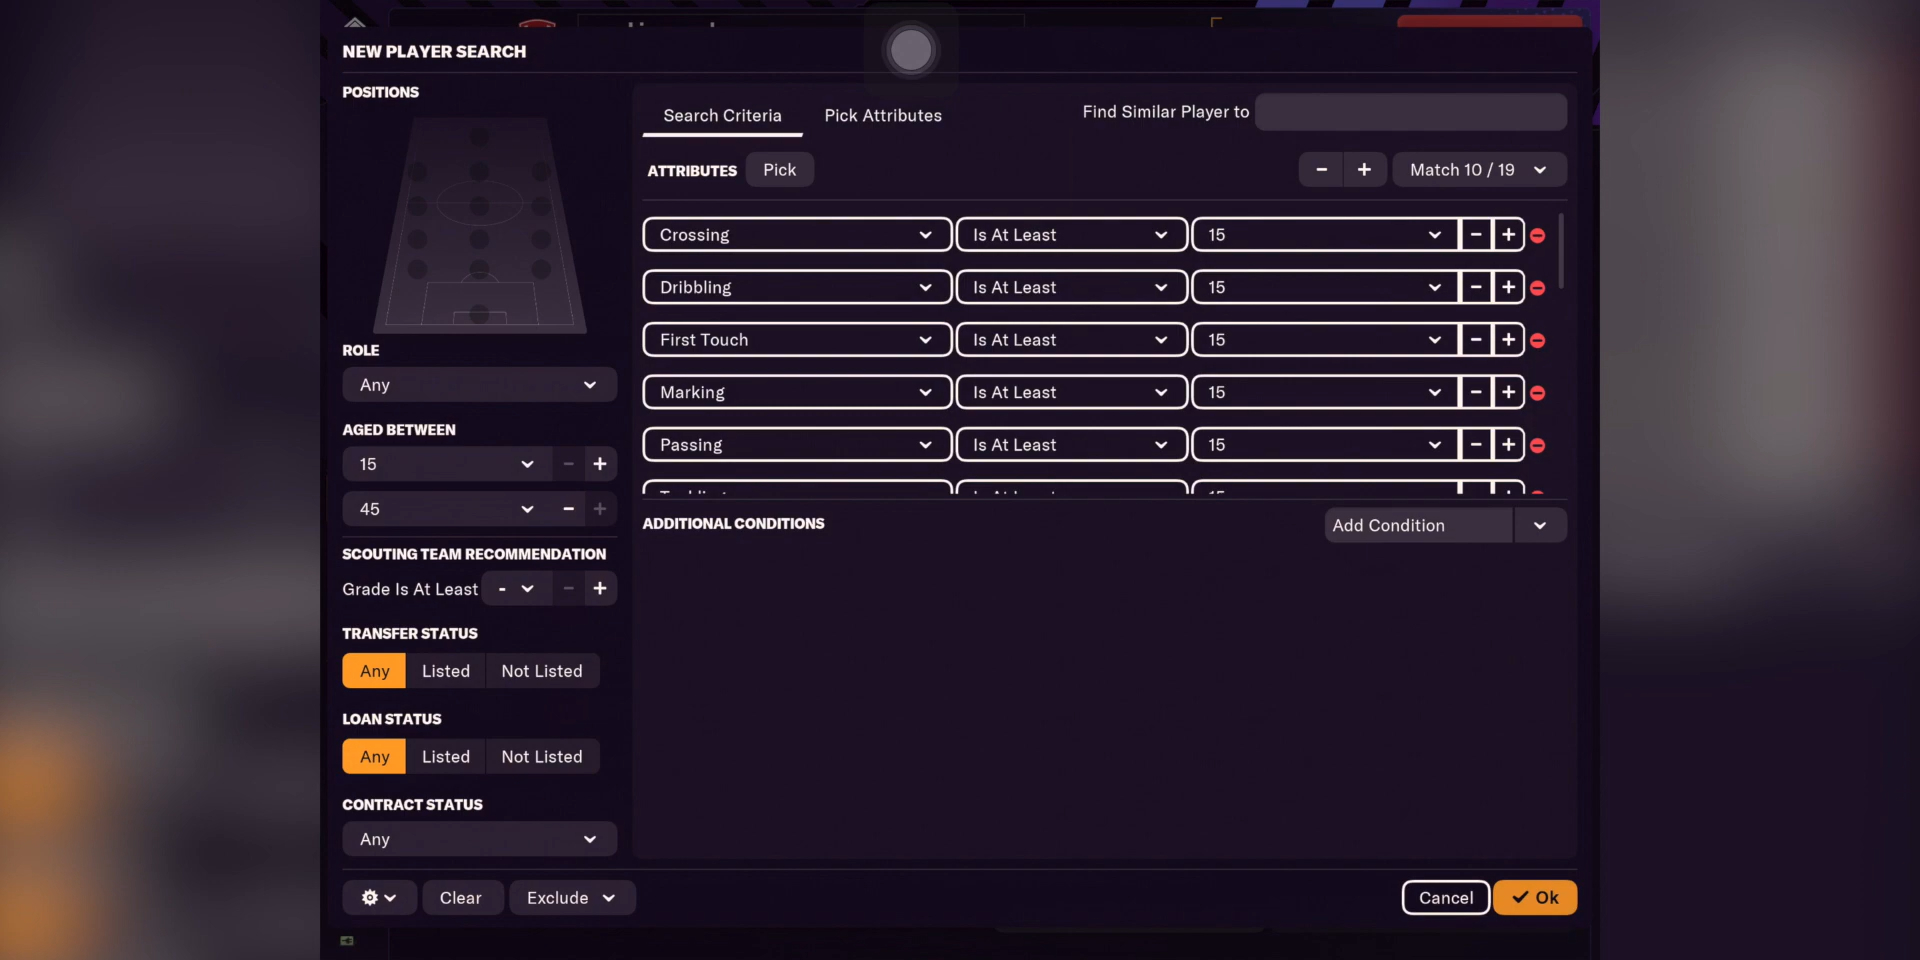 NEW PLAYER SEARCH
POSITIONS
Search Criteria
Pick Attributes
Find Similar Player to
ATTRIBUTES
Pick
- +
Match 10 / 19
Crossing Is At Least 15 - +
Dribbling Is At Least 15 - +
First Touch Is At Least 15 - +
Marking Is At Least 15 - +
Passing Is At Least 15 - +
ROLE
Any
AGED BETWEEN
15 - +
45 - +
SCOUTING TEAM RECOMMENDATION
Grade Is At Least - - +
TRANSFER STATUS
Any Listed Not Listed
LOAN STATUS
Any Listed Not Listed
CONTRACT STATUS
Any
ADDITIONAL CONDITIONS
Add Condition
Clear
Exclude
Cancel
Ok